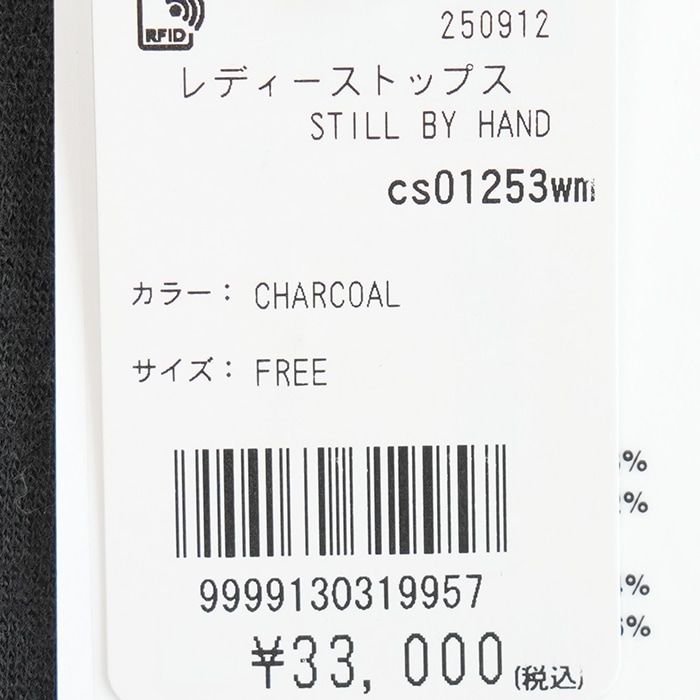 RFID
250912
レディーストップス
STILL BY HAND
cs01253wm
カラー： CHARCOAL
サイズ： FREE
%
%
%
6%
9999130319957
¥33,000(税込)